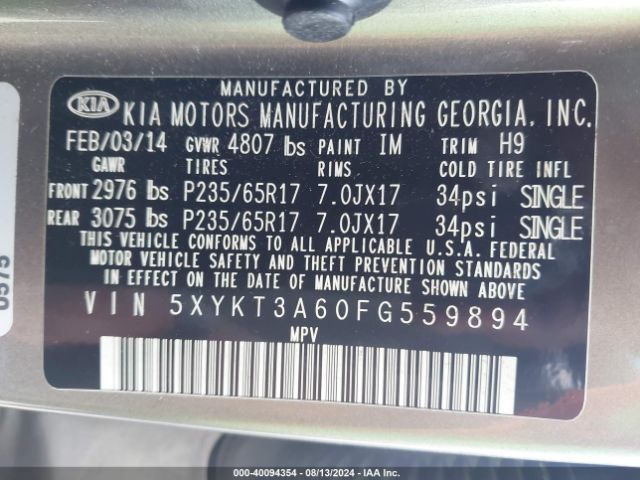 MANUFACTURED BY
KIA KIA MOTORS MANUFACTURING GEORGIA, INC.
FEB/03/14 GVWR 4807 lbs PAINT IM TRIM H9
GAWR TIRES RIMS COLD TIRE INFL
FRONT 2976 lbs P235/65R17 7.0JX17 34psi SINGLE
REAR 3075 lbs P235/65R17 7.0JX17 34psi SINGLE
THIS VEHICLE CONFORMS TO ALL APPLICABLE U.S.A. FEDERAL
MOTOR VEHICLE SAFETY AND THEFT PREVENTION STANDARDS
IN EFFECT ON THE DATE OF MANUFACTURE SHOWN ABOVE.
VIN 5XYKT3A60FG559894
MPV
0575
000-40094354 - 08/13/2024 - IAA Inc.